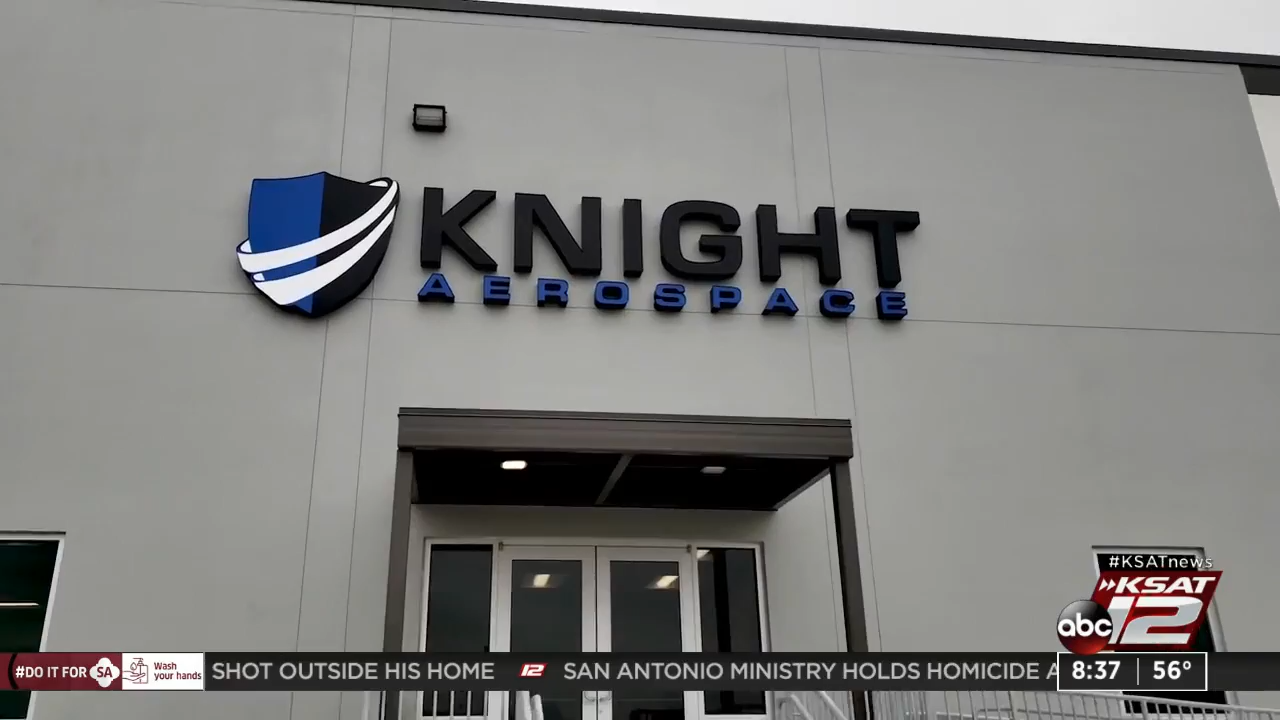 KNIGHT
AEROSPACE
#KSATnews
KSAT
abc 12
#DO IT FOR SA
Wash
your hands
SHOT OUTSIDE HIS HOME 12 SAN ANTONIO MINISTRY HOLDS HOMICIDE A
8:37 56°